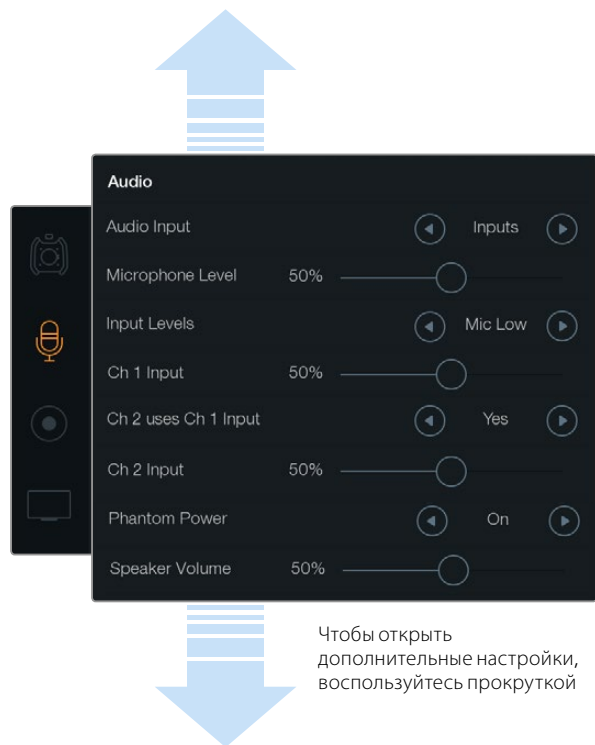 Audio
Audio Input Inputs
Microphone Level 50%
Input Levels Mic Low
Ch 1 Input 50%
Ch 2 uses Ch 1 Input Yes
Ch 2 Input 50%
Phantom Power On
Speaker Volume 50%
Чтобы открыть
дополнительные настройки,
воспользуйтесь прокруткой